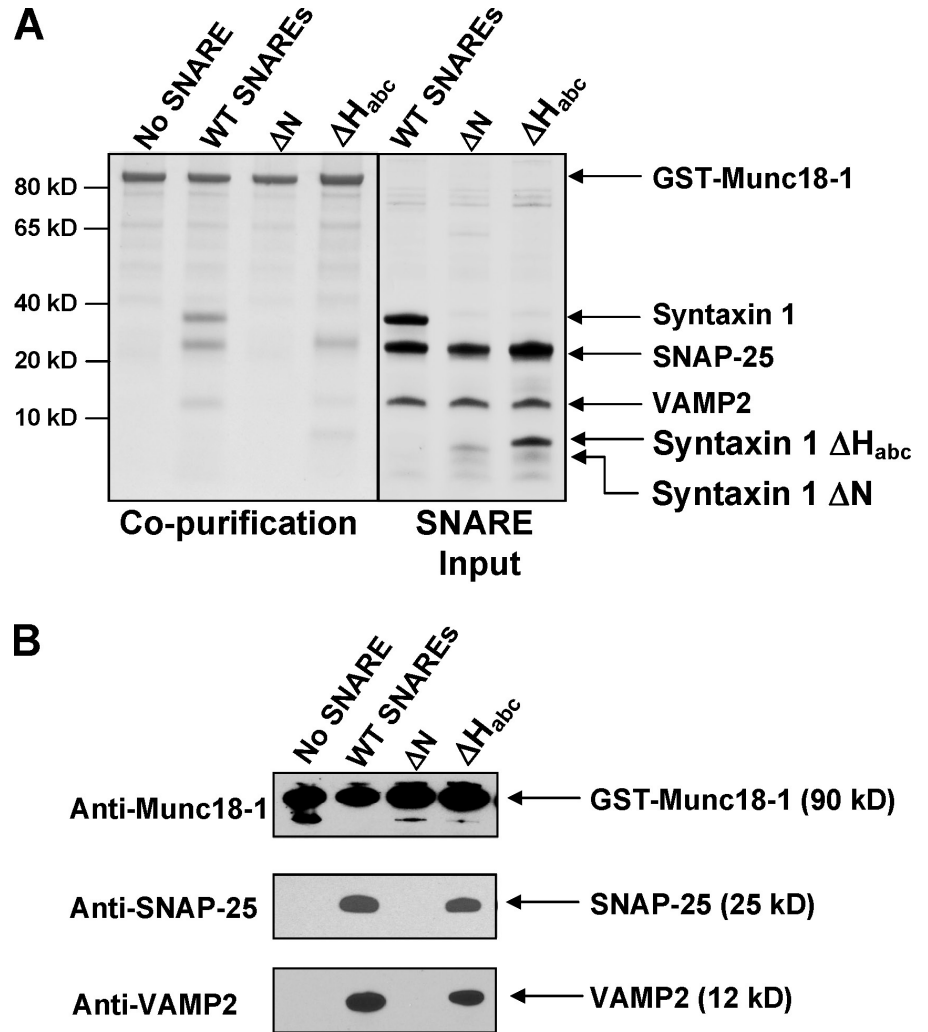 A
No SNARE
WT SNAREs
ΔN
ΔHabc
WT SNAREs
ΔN
ΔHabc
80 kD
65 kD
40 kD
20 kD
10 kD
GST-Munc18-1
Syntaxin 1
SNAP-25
VAMP2
Syntaxin 1 ΔHabc
Syntaxin 1 ΔN
Co-purification
SNARE
Input
B
No SNARE
WT SNAREs
ΔN
ΔHabc
Anti-Munc18-1
GST-Munc18-1 (90 kD)
Anti-SNAP-25
SNAP-25 (25 kD)
Anti-VAMP2
VAMP2 (12 kD)